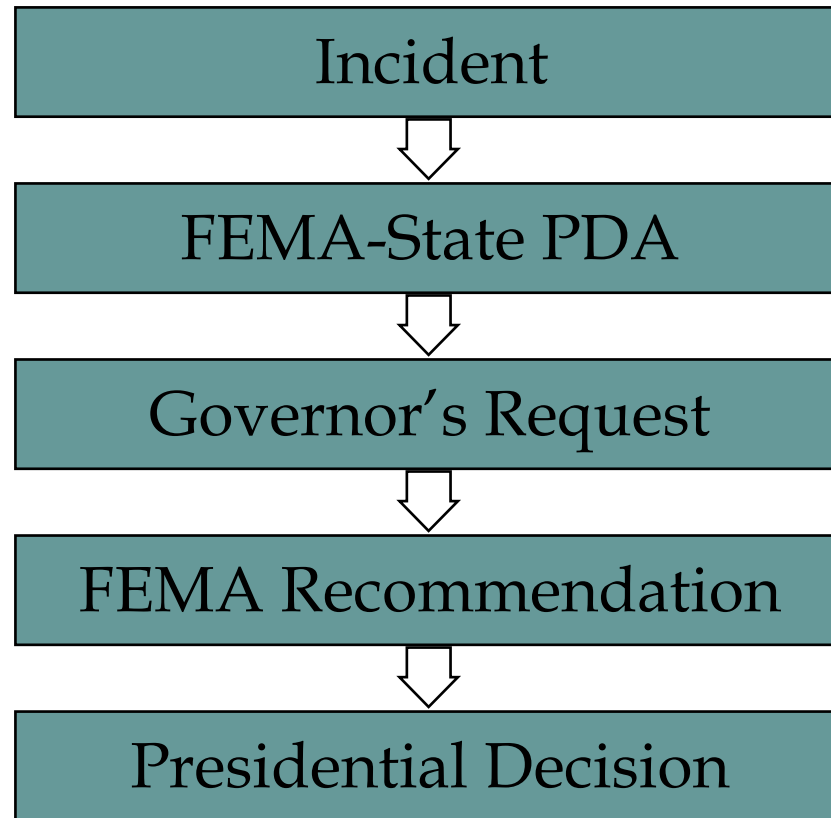 Incident
FEMA-State PDA
Governor’s Request
FEMA Recommendation
Presidential Decision